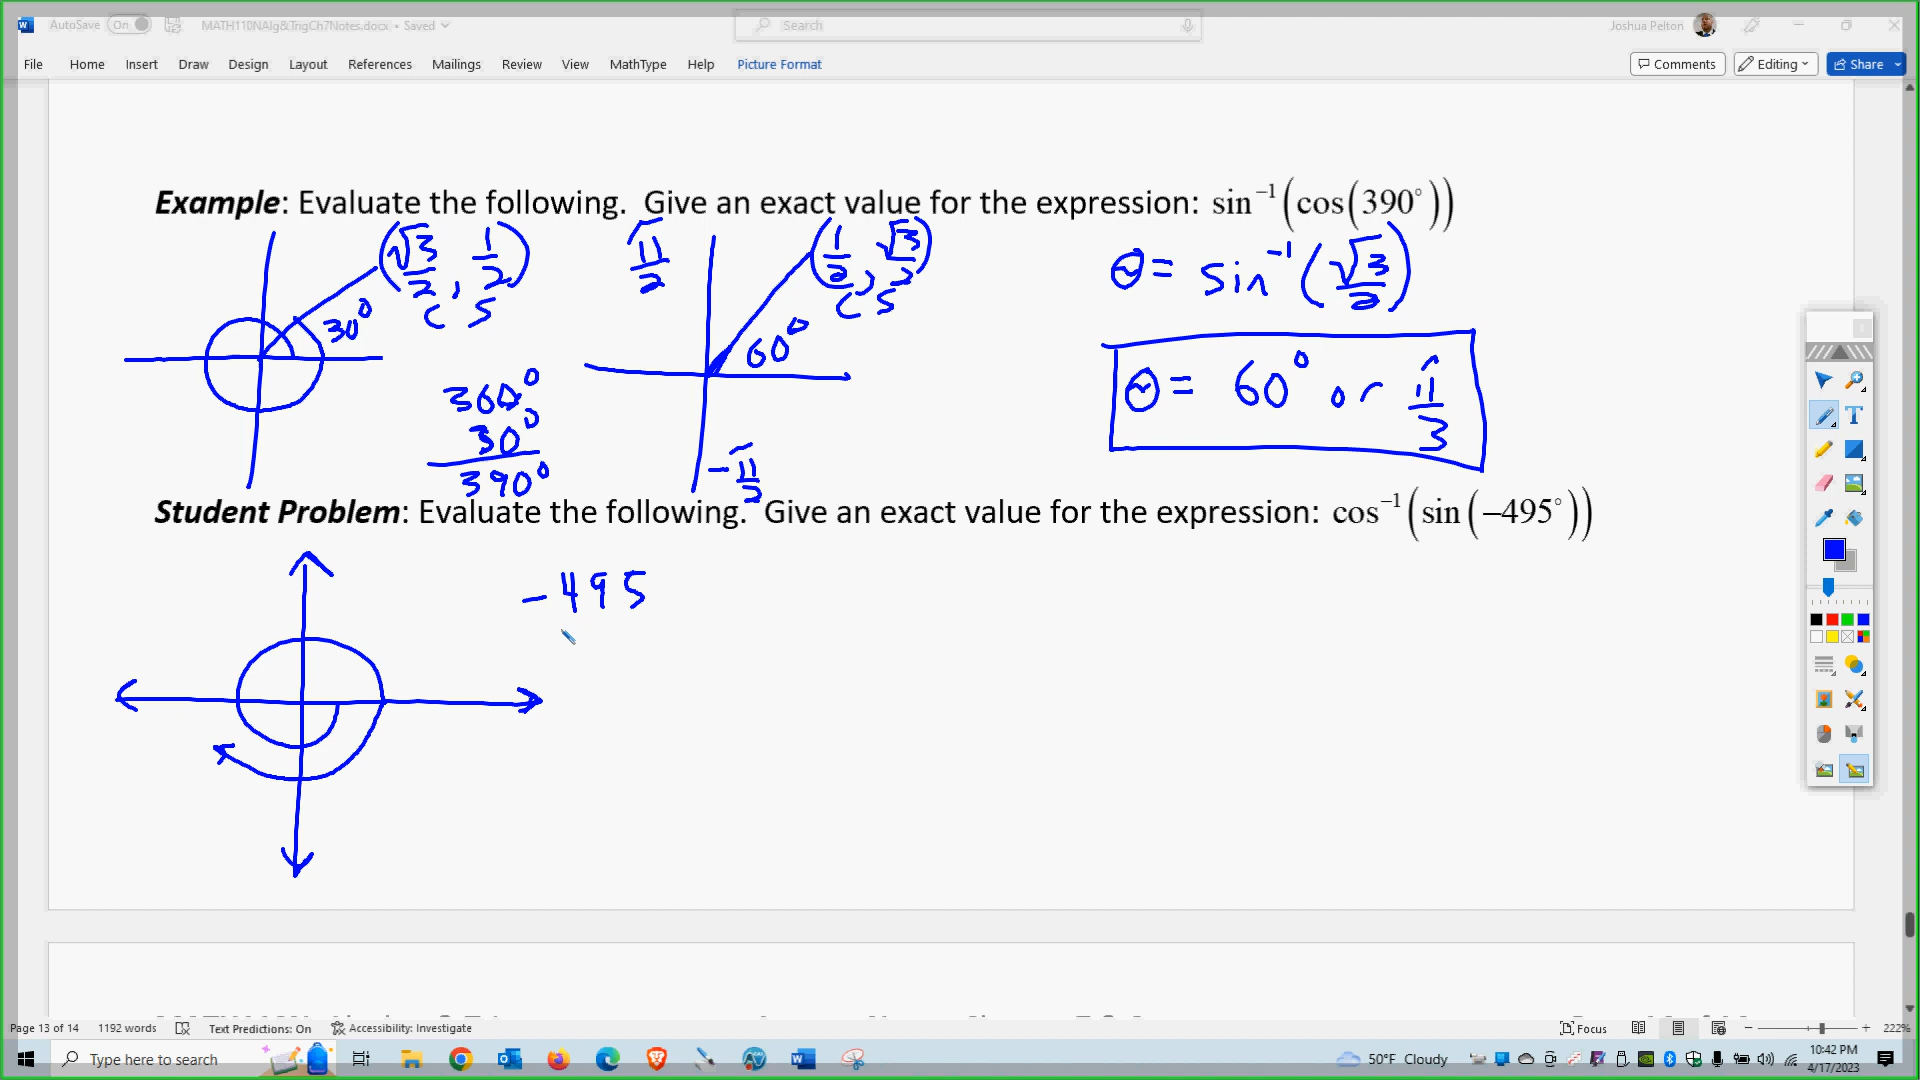 AutoSave On MATH110NAlg&TrigCh7Notes.docx • Saved Search Joshua Pelton
File Home Insert Draw Design Layout References Mailings Review View MathType Help Picture Format Comments Editing Share
Example: Evaluate the following. Give an exact value for the expression: sin⁻¹(cos(390°))
(√3/2, 1/2)
C S
30°
360°
30°
390°
π/2
(1/2, √3/2)
C S
60°
-π/2
θ = sin⁻¹(√3/2)
θ = 60° or π/3
Student Problem: Evaluate the following. Give an exact value for the expression: cos⁻¹(sin(−495°))
-495
Page 13 of 14 1192 words Text Predictions: On Accessibility: Investigate Focus 222%
Type here to search 50°F Cloudy 10:42 PM
4/17/2023